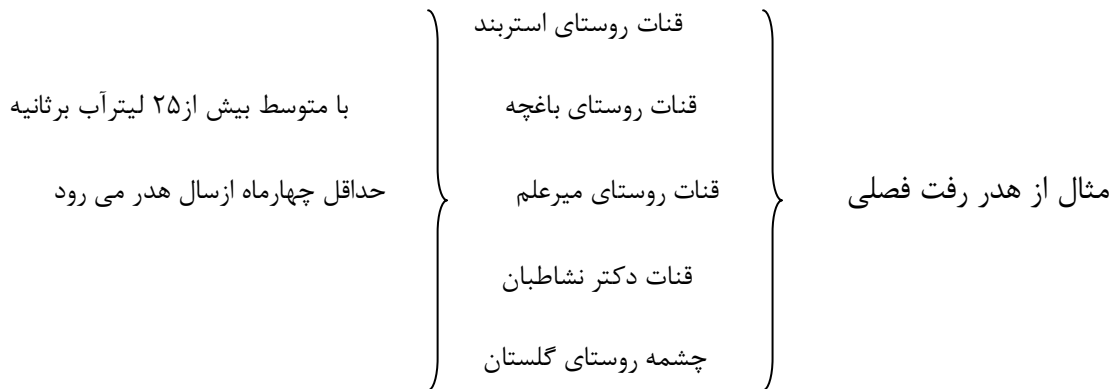 مثال از هدر رفت فصلی
قنات روستای استربند
قنات روستای باغچه
قنات روستای میرعلم
قنات دکتر نشاطبان
چشمه روستای گلستان
با متوسط بیش از۲۵ لیترآب برثانیه
حداقل چهارماه ازسال هدر می رود